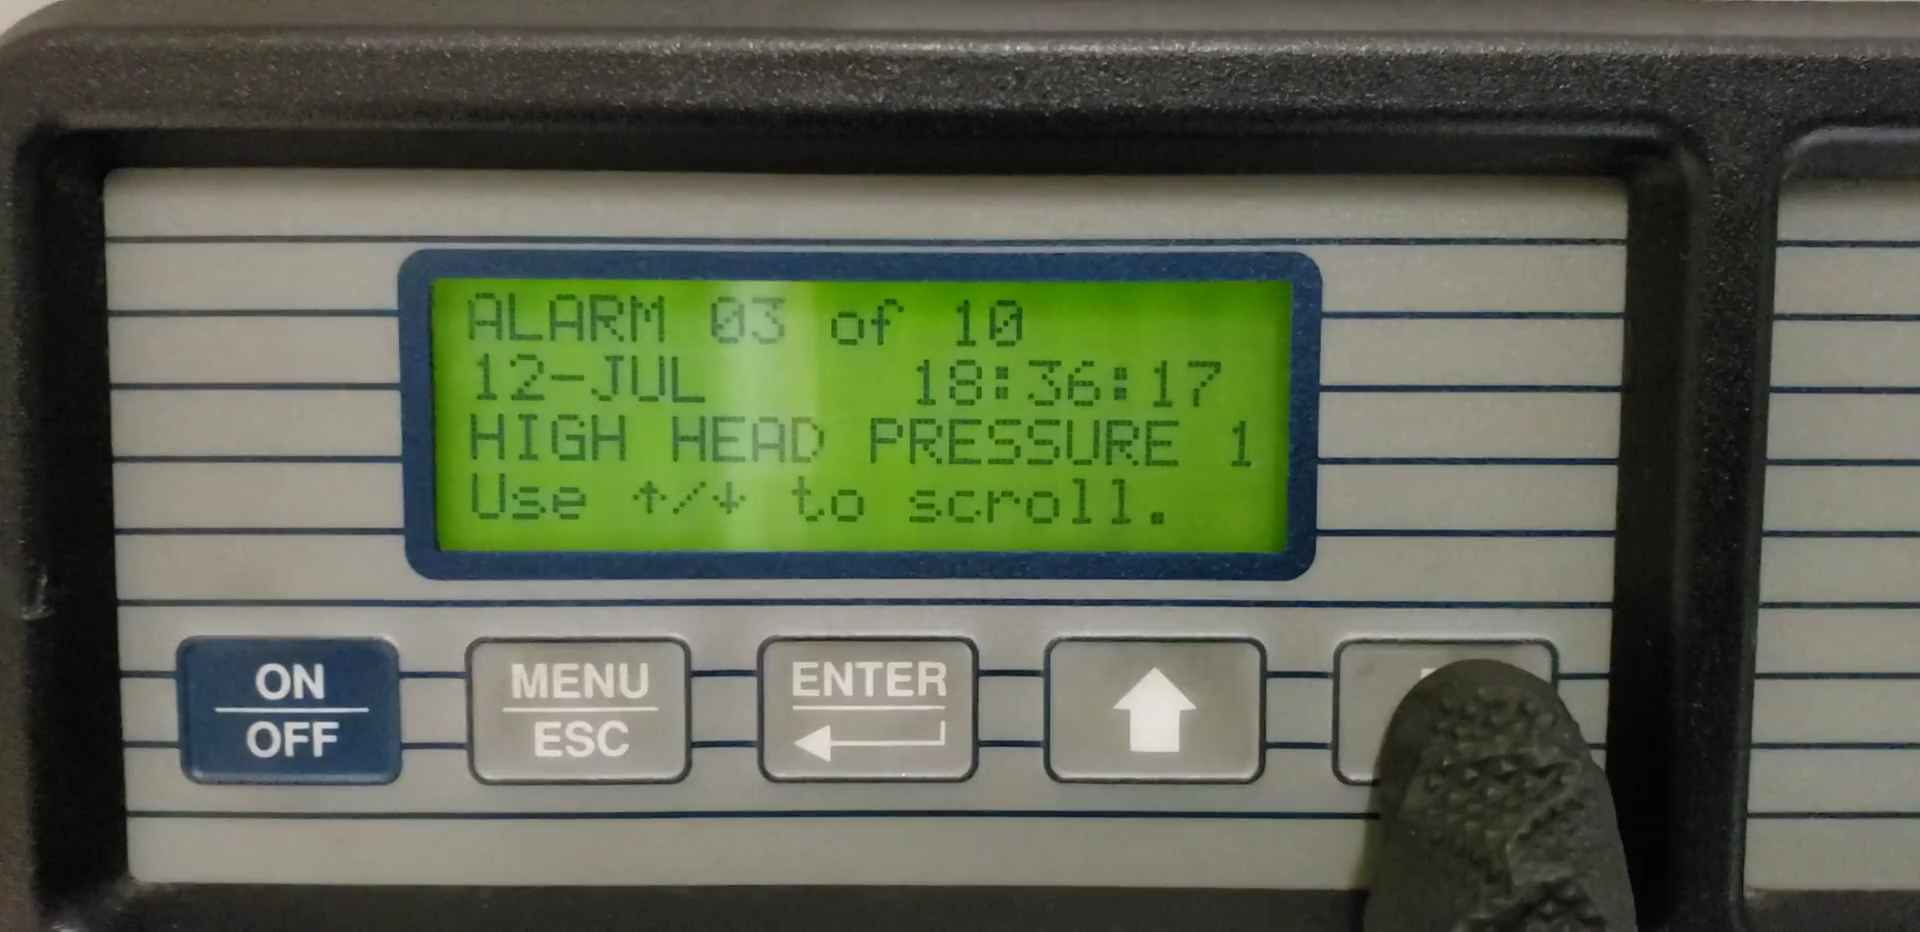 ALARM 03 of 10
12-JUL 18:36:17
HIGH HEAD PRESSURE 1
Use ↑/↓ to scroll.
ON
OFF
MENU
ESC
ENTER